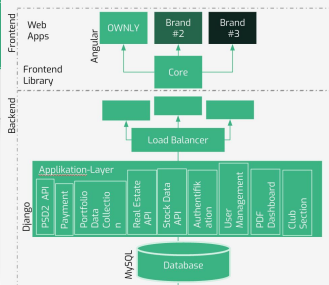 Frontend
Web
Apps
Angular
OWNLY
Brand
#2
Brand
#3
Frontend
Library
Core
Backend
Load Balancer
Django
Applikation-Layer
PSD2 API
Payment
Portfolio
Data
Collectio
n
Real Estate
API
Stock Data
API
Authentifik
ation
User
Management
PDF
Dashboard
Club
Section
MySQL
Database